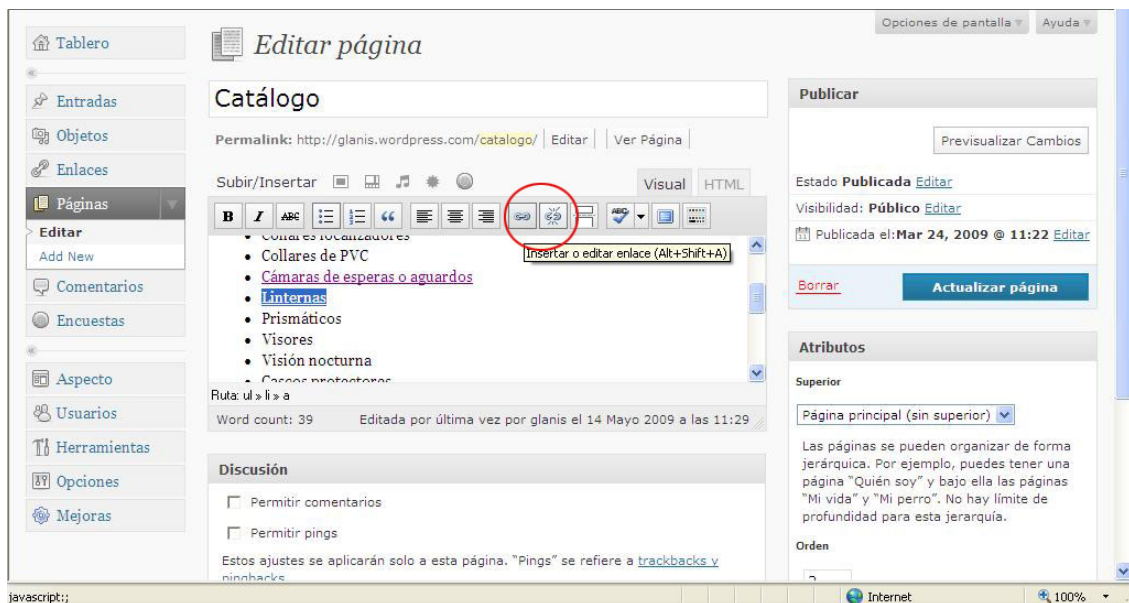 Opciones de pantalla
Ayuda
Tablero
Entradas
Objetos
Enlaces
Páginas
Editar
Add New
Comentarios
Encuestas
Aspecto
Usuarios
Herramientas
Opciones
Mejoras
Editar página
Catálogo
Permalink: http://glanis.wordpress.com/catalogo/ Editar Ver Página
Subir/Insertar
Visual HTML
B I ABC ABC
Insertar o editar enlace (Alt+Shift+A)
Collares localizadores
Collares de PVC
Cámaras de esperas o aguardos
Linternas
Prismáticos
Visores
Visión nocturna
Cascos protectores
Ruta: ul » li » a
Word count: 39 Editada por última vez por glanis el 14 Mayo 2009 a las 11:29
Discusión
Permitir comentarios
Permitir pings
Estos ajustes se aplicarán solo a esta página. "Pings" se refiere a trackbacks y
pingbacks
Publicar
Previsualizar Cambios
Estado Publicada Editar
Visibilidad: Público Editar
Publicada el:Mar 24, 2009 @ 11:22 Editar
Borrar
Actualizar página
Atributos
Superior
Página principal (sin superior)
Las páginas se pueden organizar de forma
jerárquica. Por ejemplo, puedes tener una
página "Quién soy" y bajo ella las páginas
"Mi vida" y "Mi perro". No hay límite de
profundidad para esta jerarquía.
Orden
javascript:;
Internet
100%